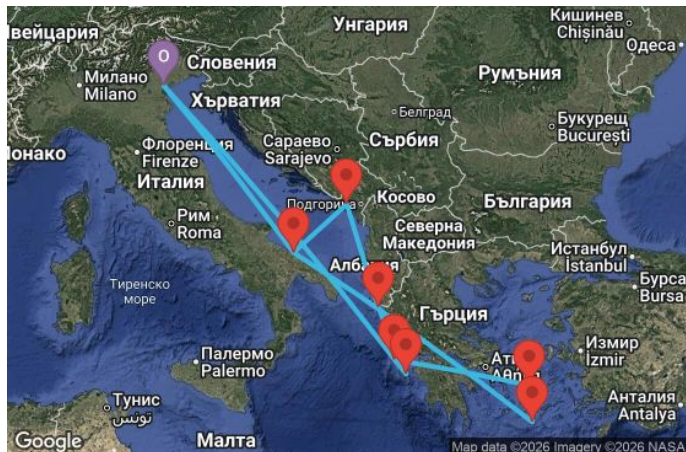 Унгария
Кишинев
Chișinău
вейцария
Одеса
O
Словения
Милано
Milano
Румъния
Хърватия
Белград
Букурещ
București
Сараево
Sarajevo
Сърбия
Флоренция
Firenze
Монако
Италия
Подгорица
Косово
България
Рим
Roma
Северна
Македония
Истанбул
İstanbul
Албания
Бурса
Bursa
Тиренско
море
Гърция
Измир
İzmir
Палермо
Palermo
Анталия
Antalya
Тунис
تونس
Малта
Google
Map data ©2026 Imagery ©2026 NASA